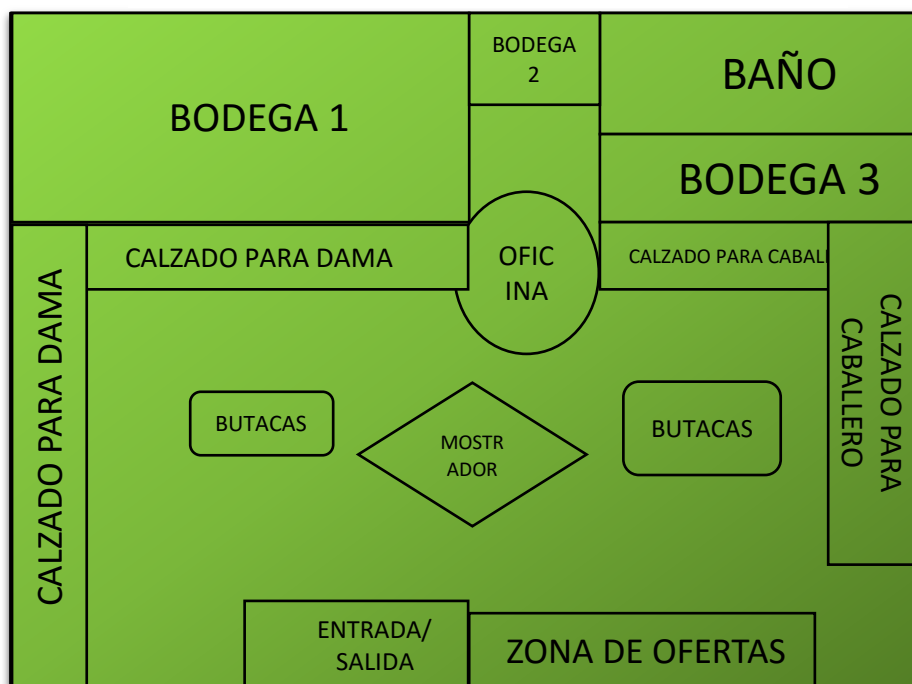 BODEGA
2
BAÑO
BODEGA 1
BODEGA 3
CALZADO PARA DAMA
OFIC
INA
CALZADO PARA CABALL
CALZADO PARA DAMA
CALZADO PARA
CABALLERO
BUTACAS
MOSTR
ADOR
BUTACAS
ENTRADA/
SALIDA
ZONA DE OFERTAS